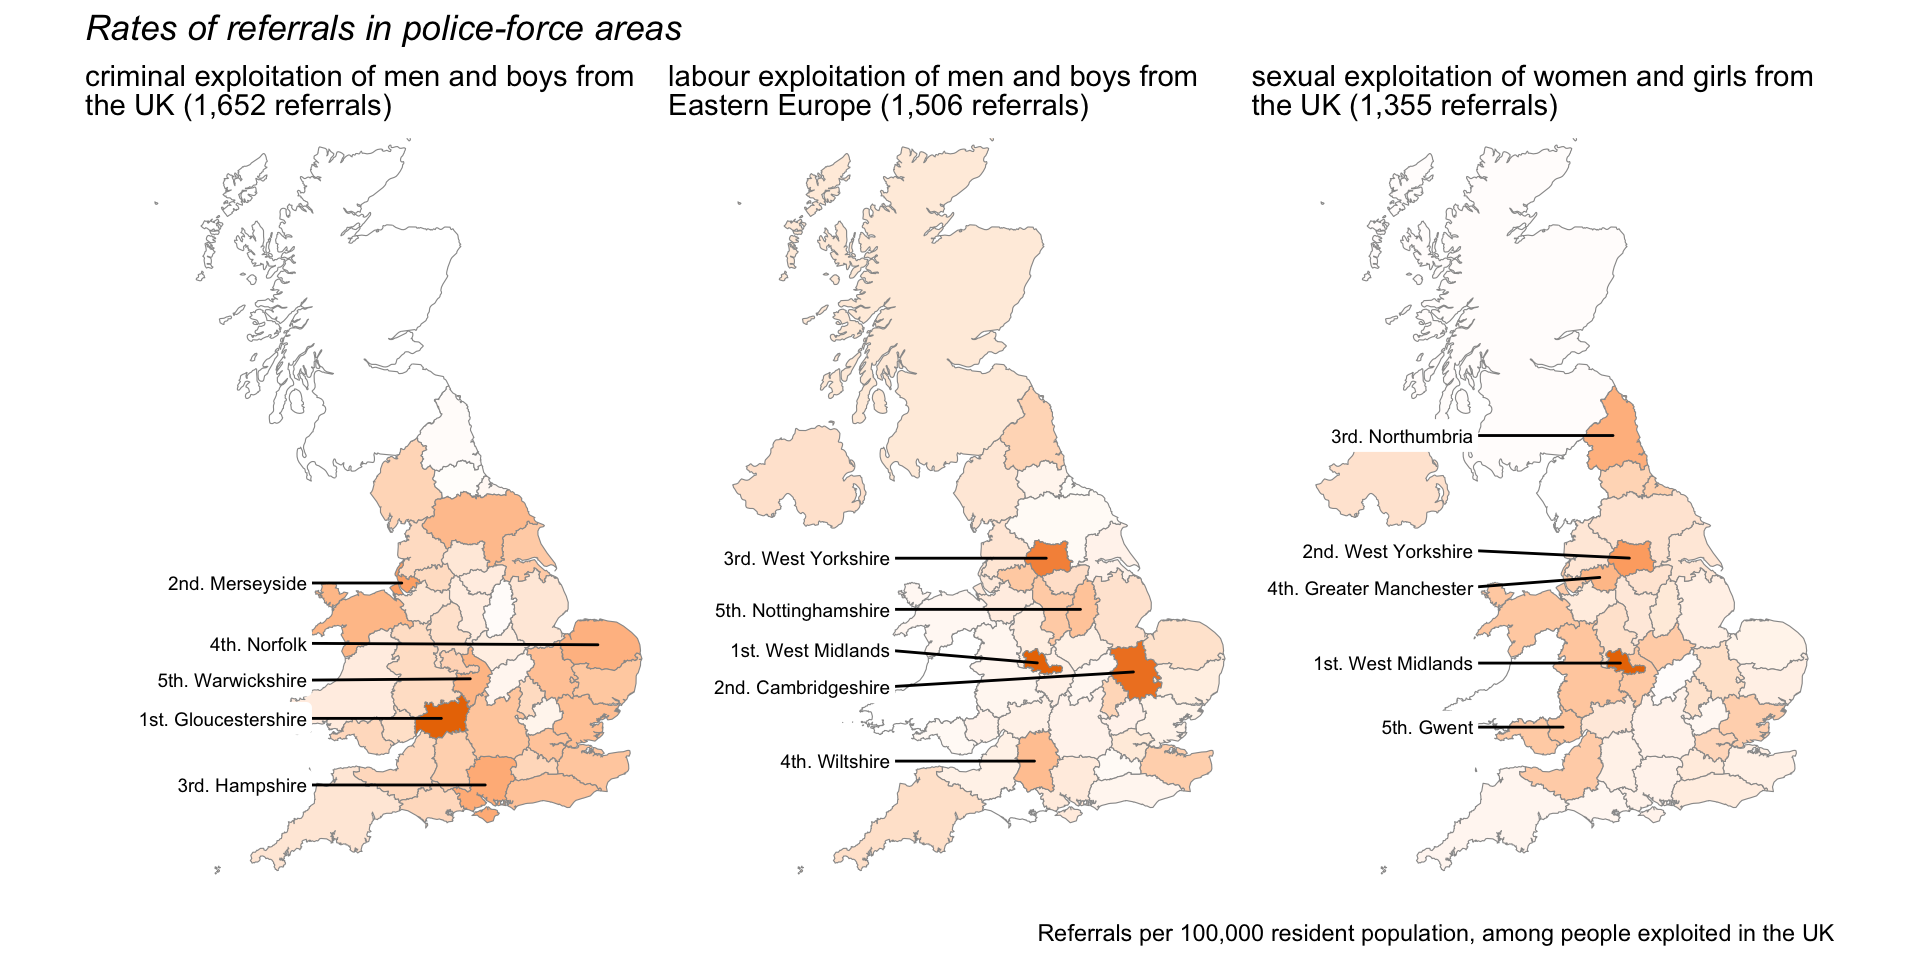 Rates of referrals in police-force areas
criminal exploitation of men and boys from
the UK (1,652 referrals)
2nd. Merseyside
4th. Norfolk
5th. Warwickshire
1st. Gloucestershire
3rd. Hampshire
labour exploitation of men and boys from
Eastern Europe (1,506 referrals)
3rd. West Yorkshire
5th. Nottinghamshire
1st. West Midlands
2nd. Cambridgeshire
4th. Wiltshire
sexual exploitation of women and girls from
the UK (1,355 referrals)
3rd. Northumbria
2nd. West Yorkshire
4th. Greater Manchester
1st. West Midlands
5th. Gwent
Referrals per 100,000 resident population, among people exploited in the UK